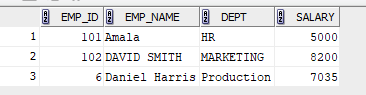 EMP_ID EMP_NAME DEPT SALARY
1 101 Amala HR 5000
2 102 DAVID SMITH MARKETING 8200
3 6 Daniel Harris Production 7035